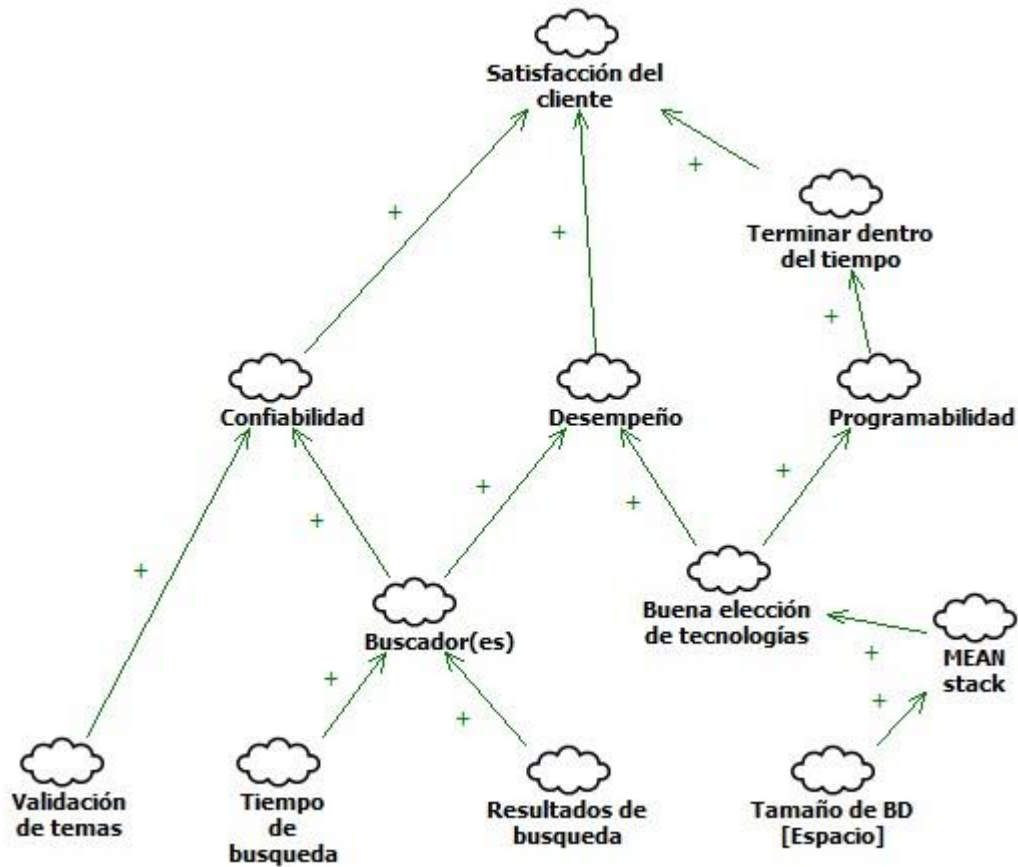 Satisfacción del
cliente
+
+
+
Terminar dentro
del tiempo
+
Confiabilidad
Desempeño
Programabilidad
+
+
+
+
+
Buscador(es)
Buena elección
de tecnologías
+
MEAN
stack
+
+
+
Validación
de temas
Tiempo
de
busqueda
Resultados de
busqueda
Tamaño de BD
[Espacio]